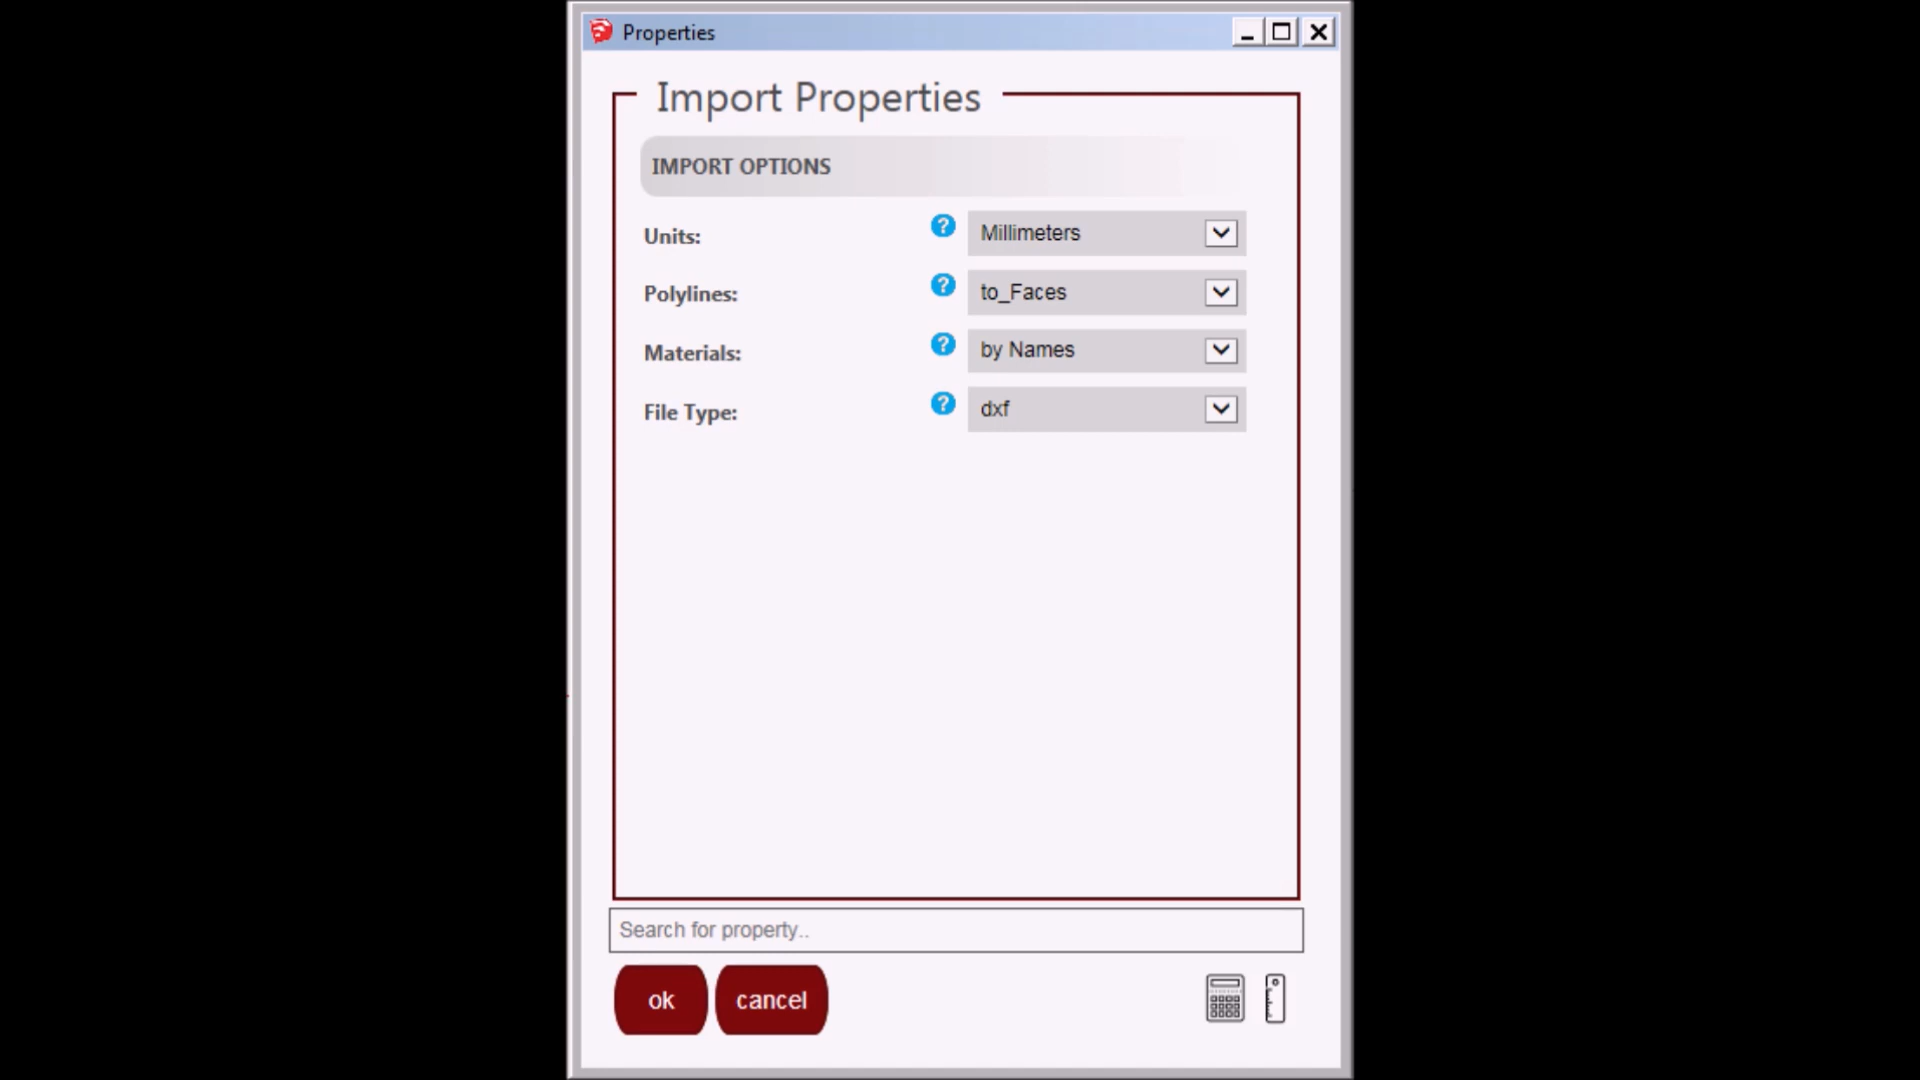 Properties
Import Properties
IMPORT OPTIONS
Units: ? Millimeters
Polylines: ? to_Faces
Materials: ? by Names
File Type: ? dxf
Search for property..
ok cancel